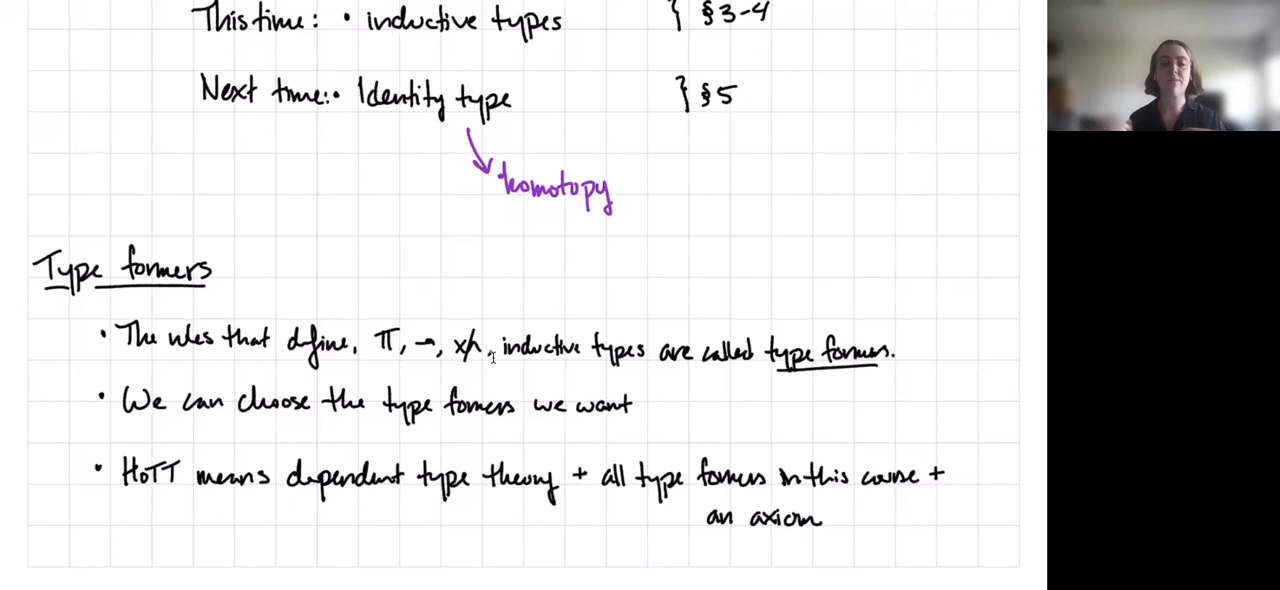 This time: • inductive types } §3-4
Next time: • Identity type } §5
homotopy
Type formers
• The rules that define, Π, →, x/∧, inductive types are called type formers.
• We can choose the type formers we want
• HoTT means dependent type theory + all type formers in this course +
an axiom